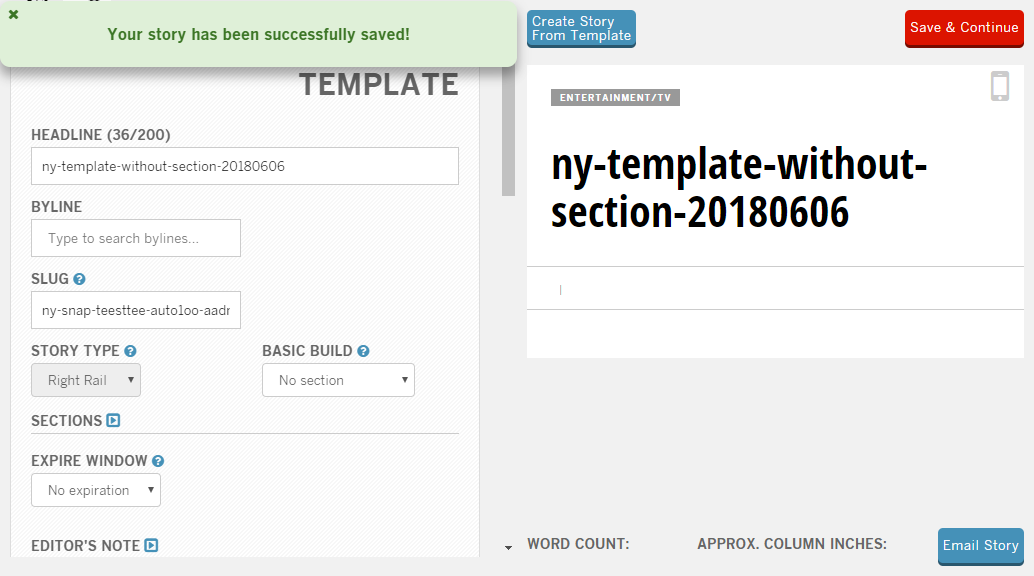 Your story has been successfully saved!
Create Story
From Template
Save & Continue
TEMPLATE
HEADLINE (36/200)
ny-template-without-section-20180606
BYLINE
Type to search bylines...
SLUG
ny-snap-teesttee-auto1oo-aadr
STORY TYPE
BASIC BUILD
Right Rail
No section
SECTIONS
EXPIRE WINDOW
No expiration
EDITOR'S NOTE
ENTERTAINMENT/TV
ny-template-without-
section-20180606
|
WORD COUNT:
APPROX. COLUMN INCHES:
Email Story